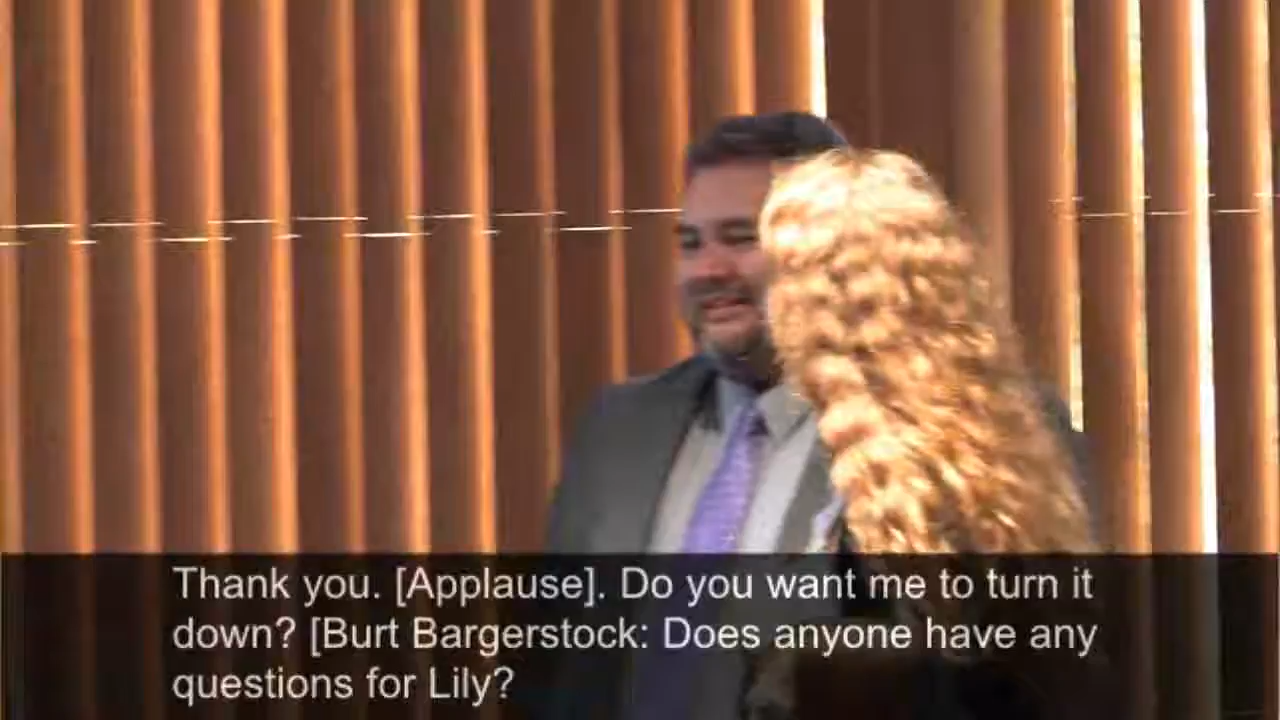 Thank you. [Applause]. Do you want me to turn it
down? [Burt Bargerstock: Does anyone have any
questions for Lily?